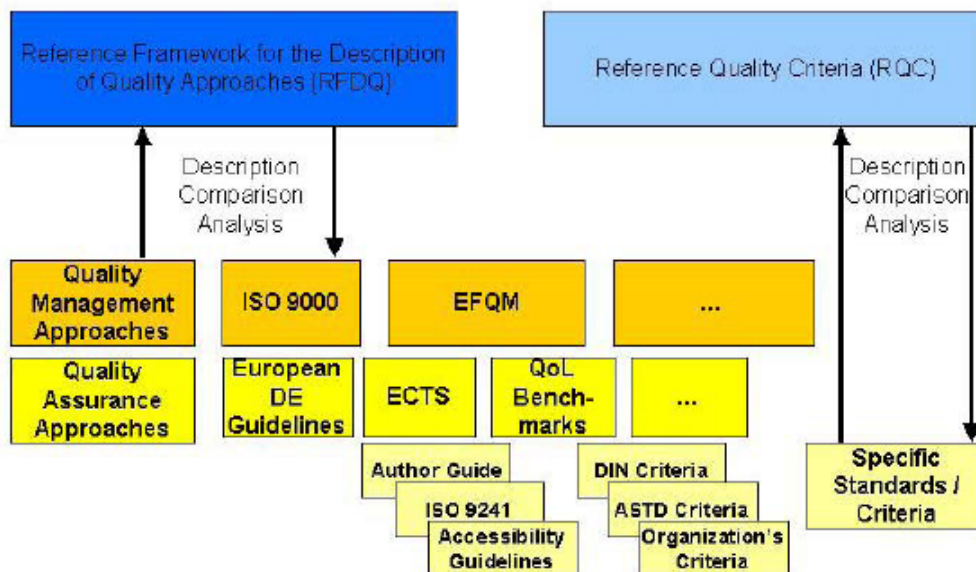 Reference Framework for the Description
of Quality Approaches (RFDQ)
Reference Quality Criteria (RQC)
Description
Comparison
Analysis
Description
Comparison
Analysis
Quality
Management
Approaches
ISO 9000
EFQM
...
Quality
Assurance
Approaches
European
DE
Guidelines
ECTS
QoL
Bench-
marks
...
Author Guide
ISO 9241
Accessibility
Guidelines
DIN Criteria
ASTD Criteria
Organization's
Criteria
Specific
Standards /
Criteria